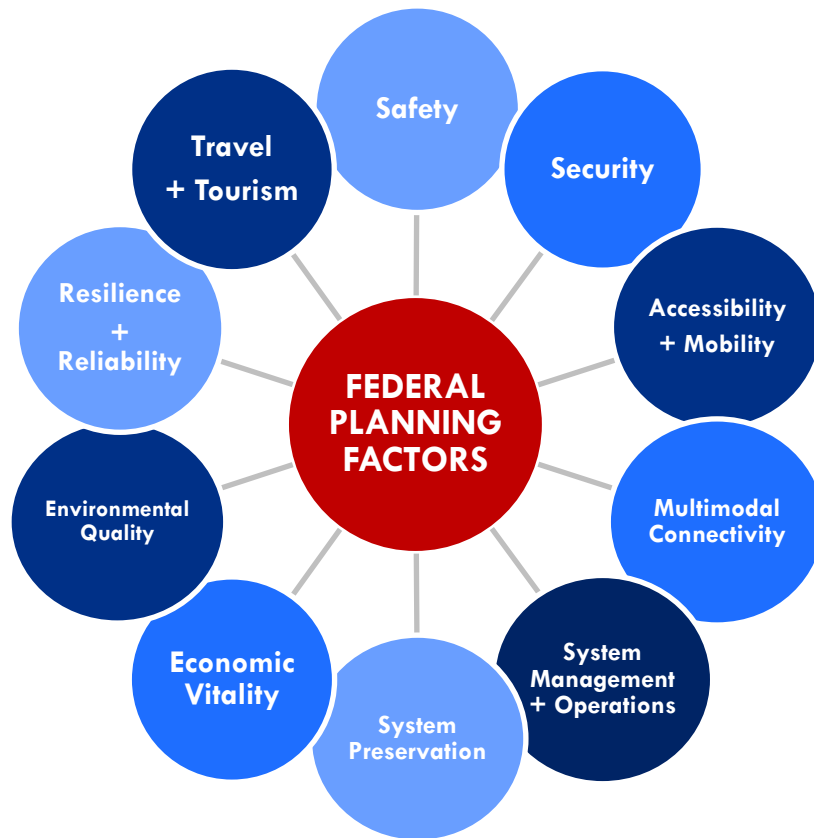 Safety
Security
Accessibility
+ Mobility
Multimodal
Connectivity
System
Management
+ Operations
System
Preservation
Economic
Vitality
Environmental
Quality
Resilience
+
Reliability
Travel
+ Tourism
FEDERAL
PLANNING
FACTORS